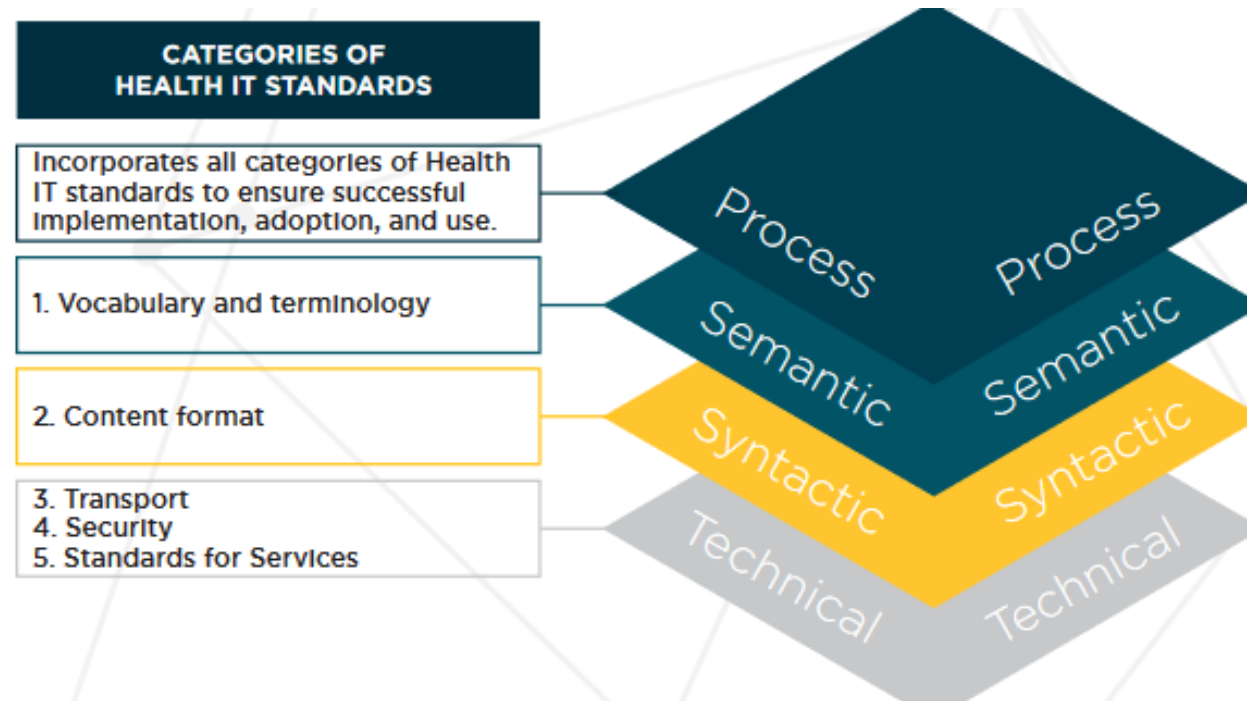 CATEGORIES OF
HEALTH IT STANDARDS
Incorporates all categories of Health
IT standards to ensure successful
implementation, adoption, and use.
1. Vocabulary and terminology
2. Content format
3. Transport
4. Security
5. Standards for Services
Process Process
Semantic Semantic
Syntactic Syntactic
Technical Technical